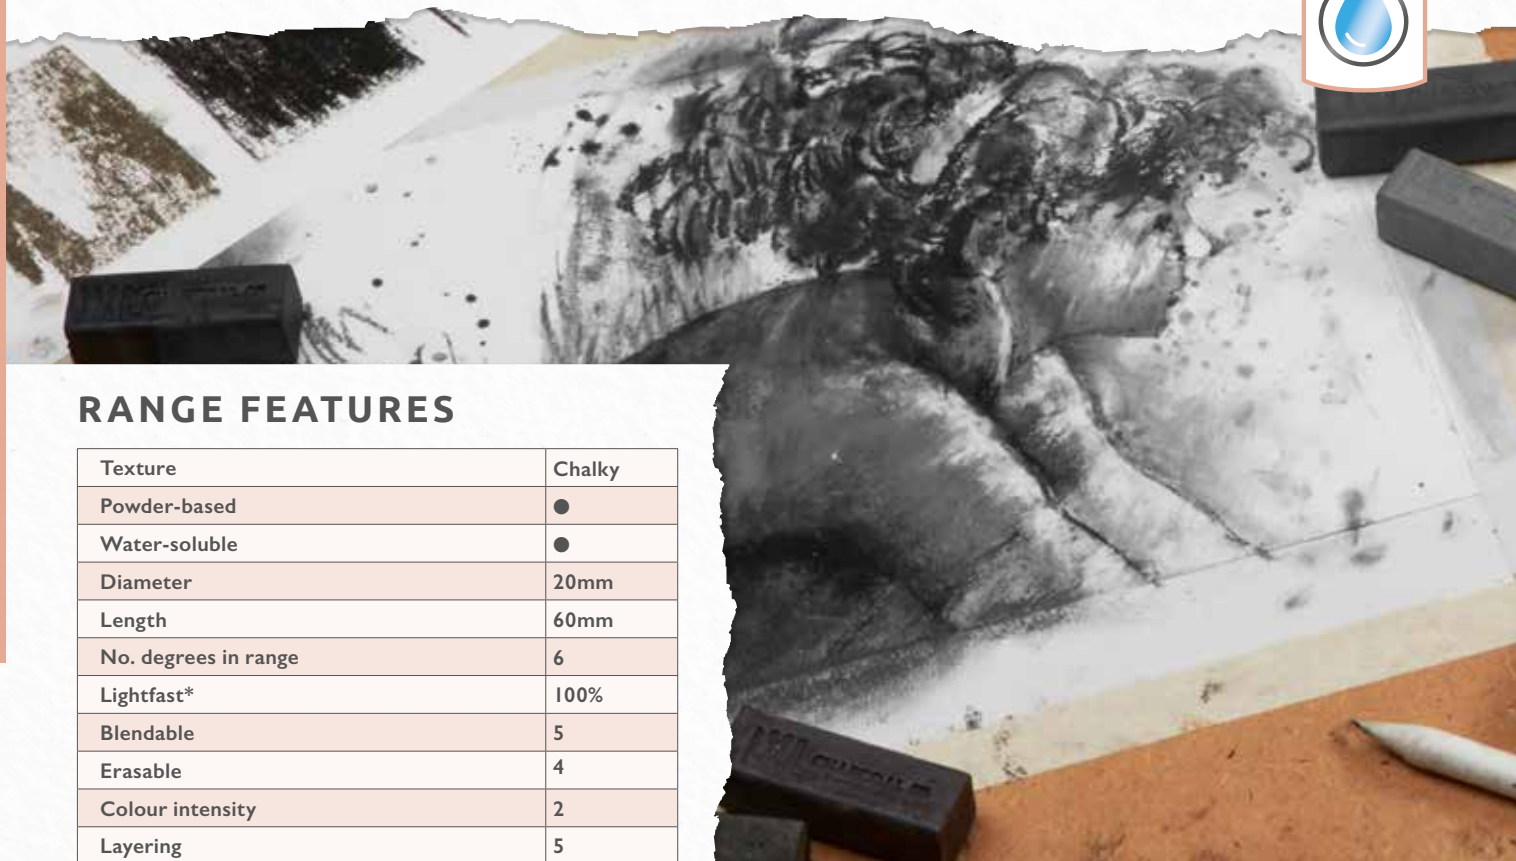 RANGE FEATURES
Texture Chalky
Powder-based ●
Water-soluble ●
Diameter 20mm
Length 60mm
No. degrees in range 6
Lightfast* 100%
Blendable 5
Erasable 4
Colour intensity 2
Layering 5